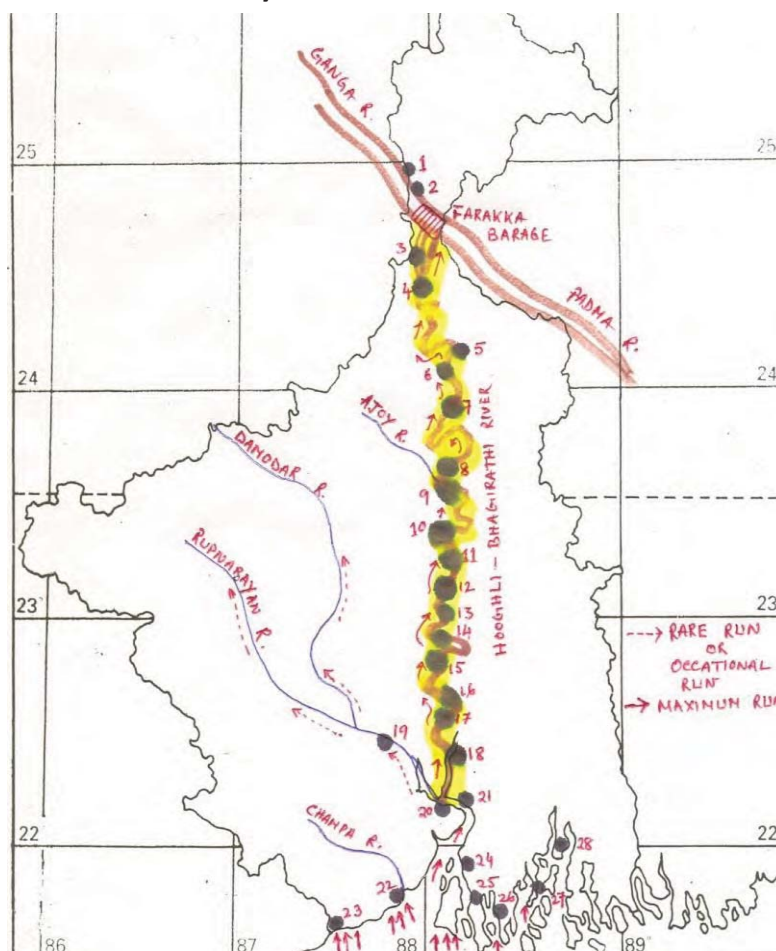 GANGA R.
25
25
1
2
FARAKKA
BARAGE
3
4
PADMA
R.
5
6
24
24
7
AJOY R.
DAMODAR R.
8
9
HOOGHLI - BHAGIRATHI RIVER
10
RUPNARAYAN R.
11
12
23
23
13
14
15
---> RARE RUN
OR
OCCATIONAL
RUN
→ MAXIMUM RUN
16
17
18
19
20
21
22
22
CHAMPA R.
28
24
22
25
26
27
23
86
87
88
89